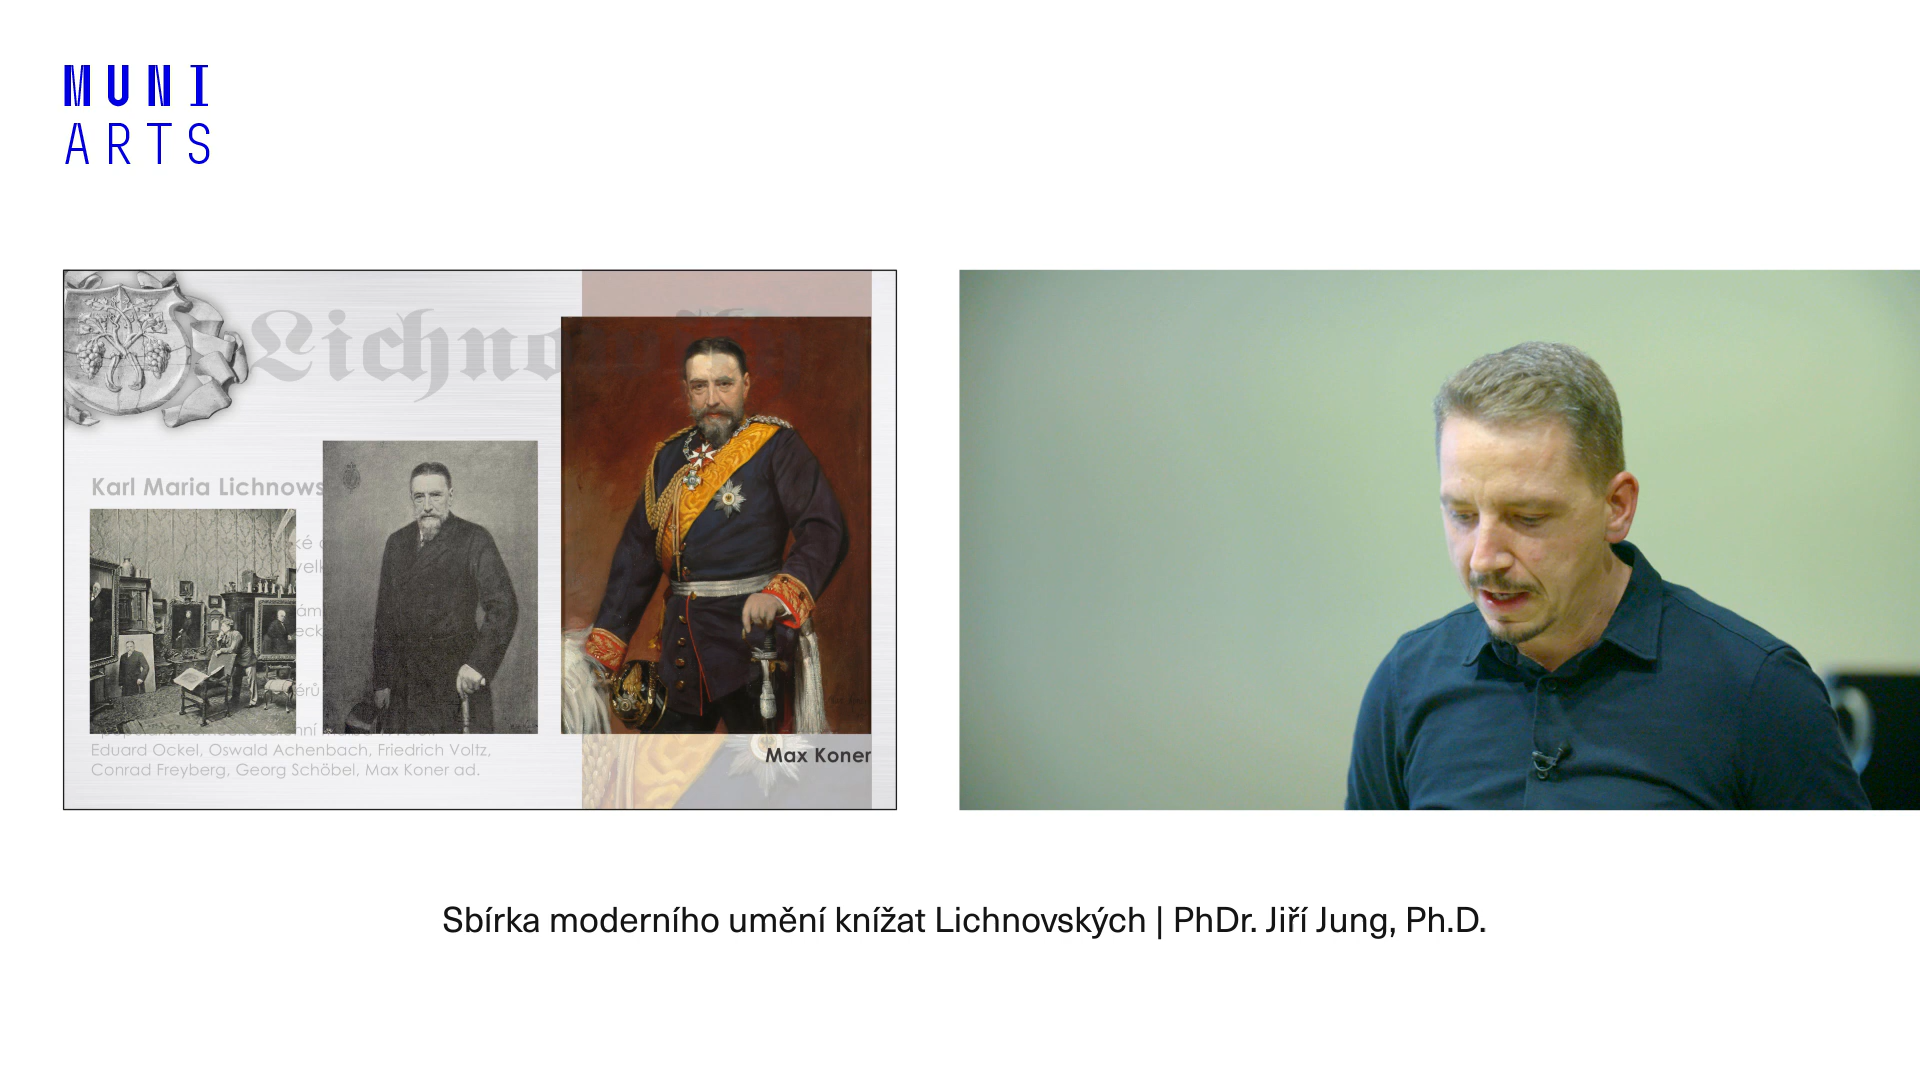 MUNI
ARTS
Lichno
Karl Maria Lichnows
Eduard Ockel, Oswald Achenbach, Friedrich Voltz,
Conrad Freyberg, Georg Schöbel, Max Koner ad.
Max Koner
Sbírka moderního umění knížat Lichnovských | PhDr. Jiří Jung, Ph.D.